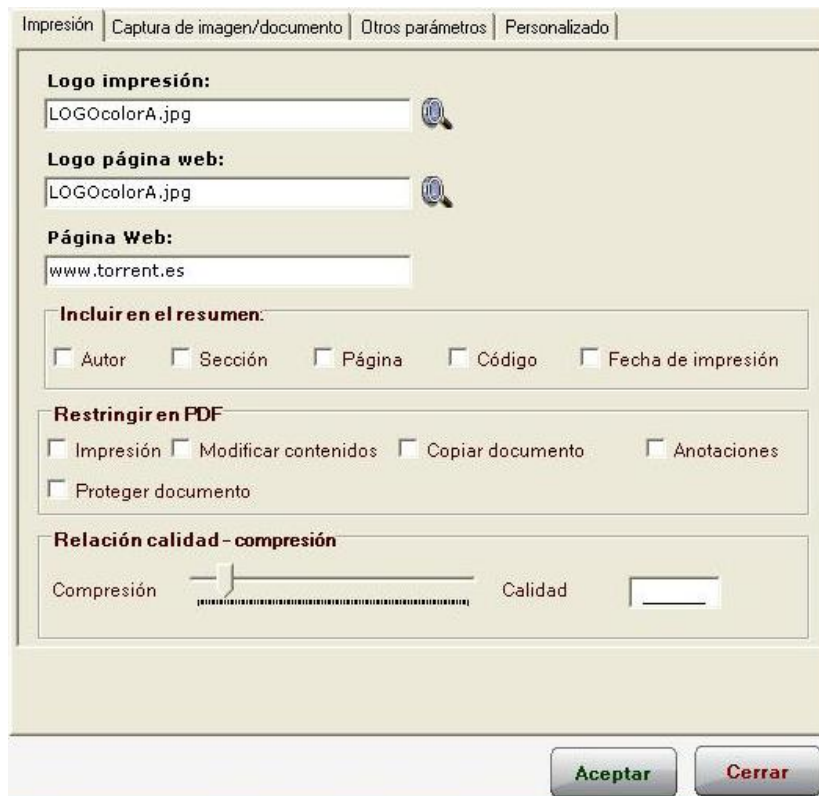 Impresión Captura de imagen/documento Otros parámetros Personalizado
Logo impresión:
LOGOcolorA.jpg
Logo página web:
LOGOcolorA.jpg
Página Web:
www.torrent.es
Incluir en el resumen:
Autor Sección Página Código Fecha de impresión
Restringir en PDF
Impresión Modificar contenidos Copiar documento Anotaciones
Proteger documento
Relación calidad - compresión
Compresión Calidad
Aceptar Cerrar